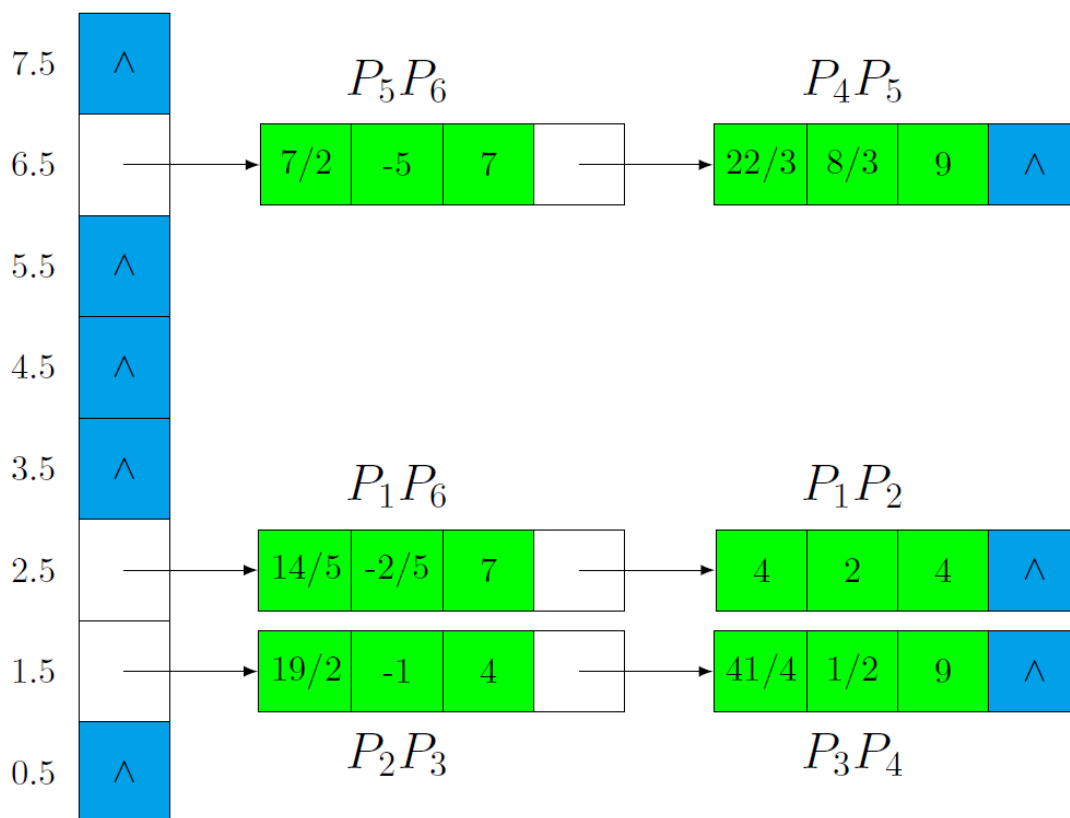 7.5 ∧
P₅P₆ P₄P₅
6.5 7/2 -5 7 22/3 8/3 9 ∧
5.5 ∧
4.5 ∧
3.5 ∧
P₁P₆ P₁P₂
2.5 14/5 -2/5 7 4 2 4 ∧
1.5 19/2 -1 4 41/4 1/2 9 ∧
P₂P₃ P₃P₄
0.5 ∧